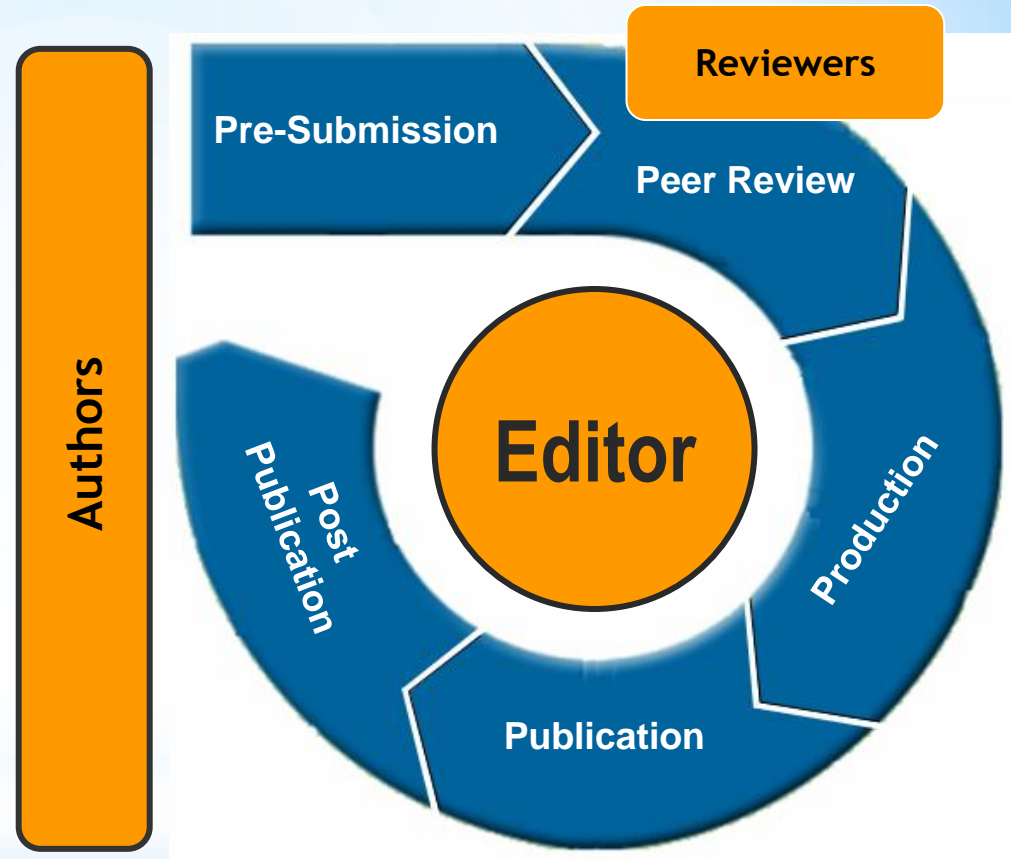 Reviewers
Pre-Submission
Peer Review
Authors
Editor
Production
Post
Publication
Publication